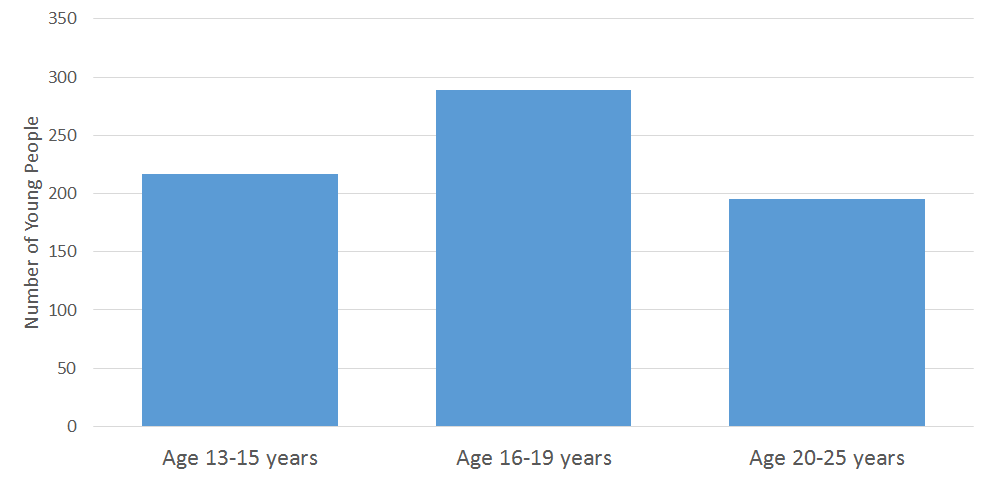 350
300
250
200
150
100
50
0
Number of Young People
Age 13-15 years
Age 16-19 years
Age 20-25 years